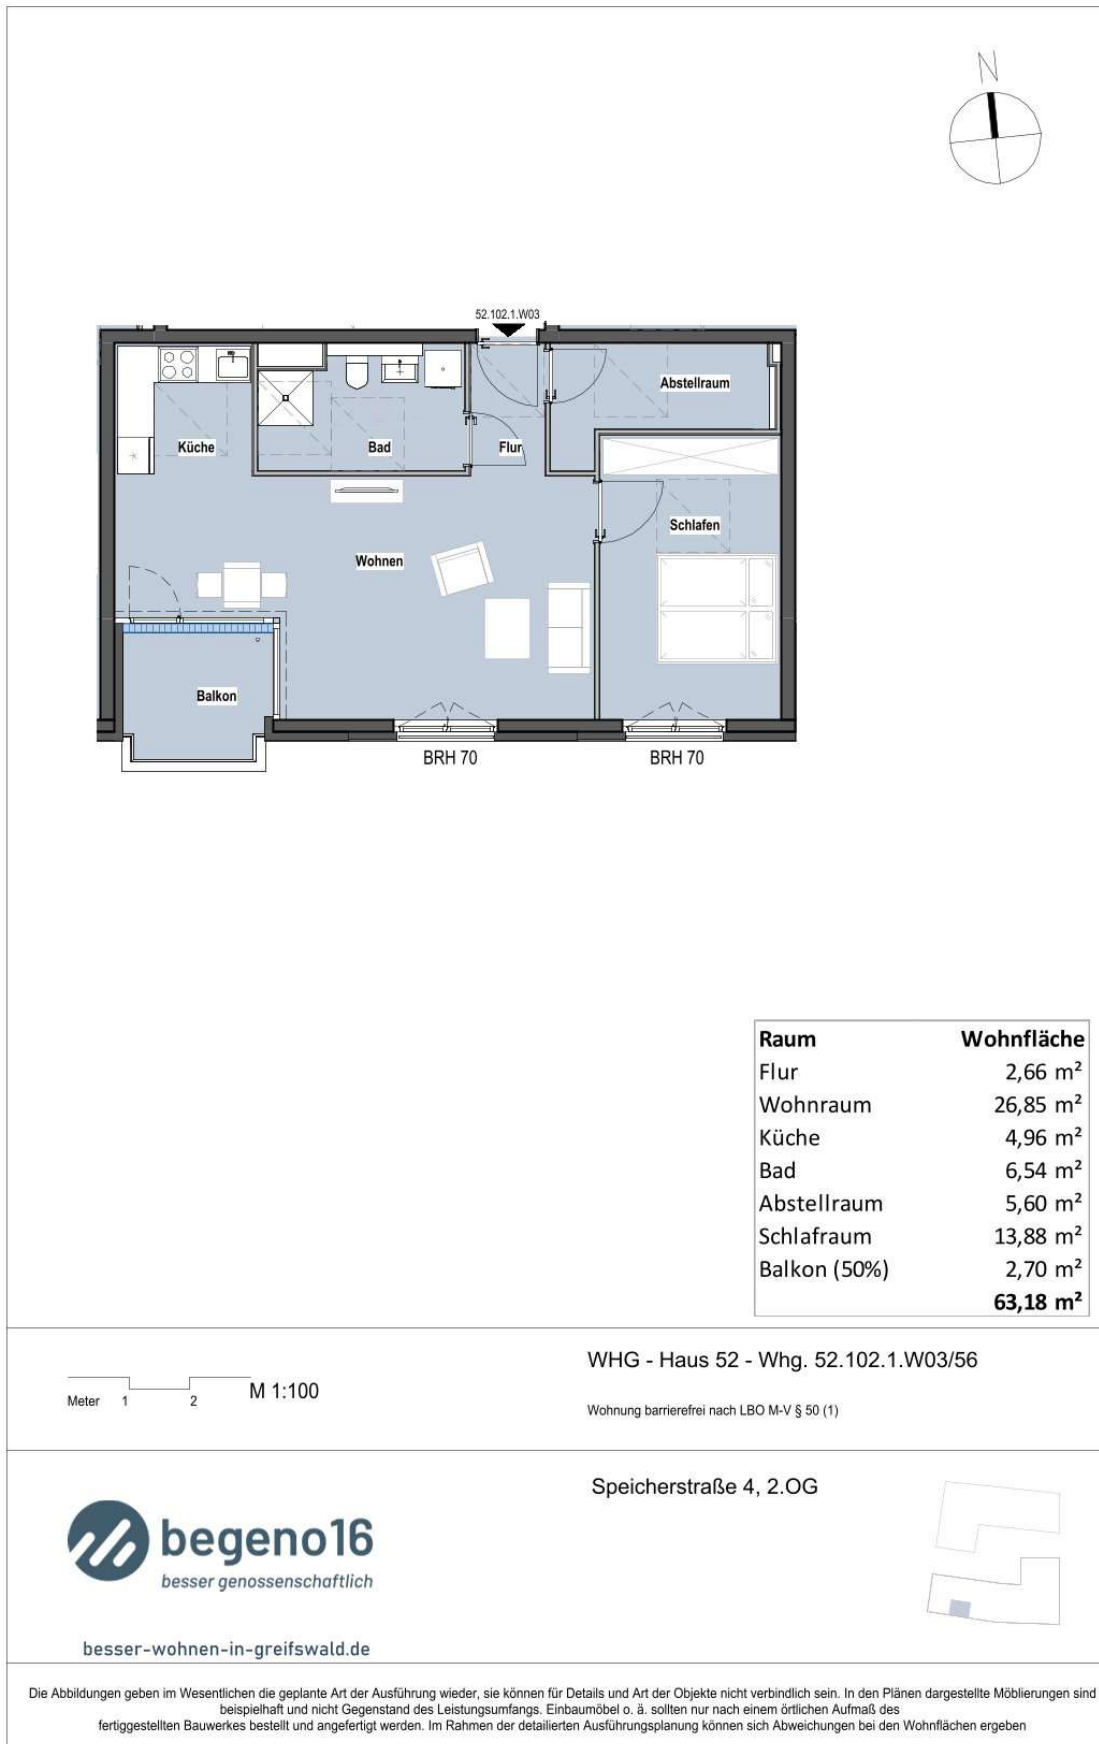 N
52.102.1.W03
Abstellraum
Küche
Bad
Flur
Schlafen
Wohnen
Balkon
BRH 70
BRH 70
Raum Wohnfläche
Flur 2,66 m²
Wohnraum 26,85 m²
Küche 4,96 m²
Bad 6,54 m²
Abstellraum 5,60 m²
Schlafraum 13,88 m²
Balkon (50%) 2,70 m²
63,18 m²
WHG - Haus 52 - Whg. 52.102.1.W03/56
Meter 1 2 M 1:100
Wohnung barrierefrei nach LBO M-V § 50 (1)
Speicherstraße 4, 2.OG
begeno16
besser genossenschaftlich
besser-wohnen-in-greifswald.de
Die Abbildungen geben im Wesentlichen die geplante Art der Ausführung wieder, sie können für Details und Art der Objekte nicht verbindlich sein. In den Plänen dargestellte Möblierungen sind
beispielhaft und nicht Gegenstand des Leistungsumfangs. Einbaumöbel o. ä. sollten nur nach einem örtlichen Aufmaß des
fertiggestellten Bauwerkes bestellt und angefertigt werden. Im Rahmen der detailierten Ausführungsplanung können sich Abweichungen bei den Wohnflächen ergeben